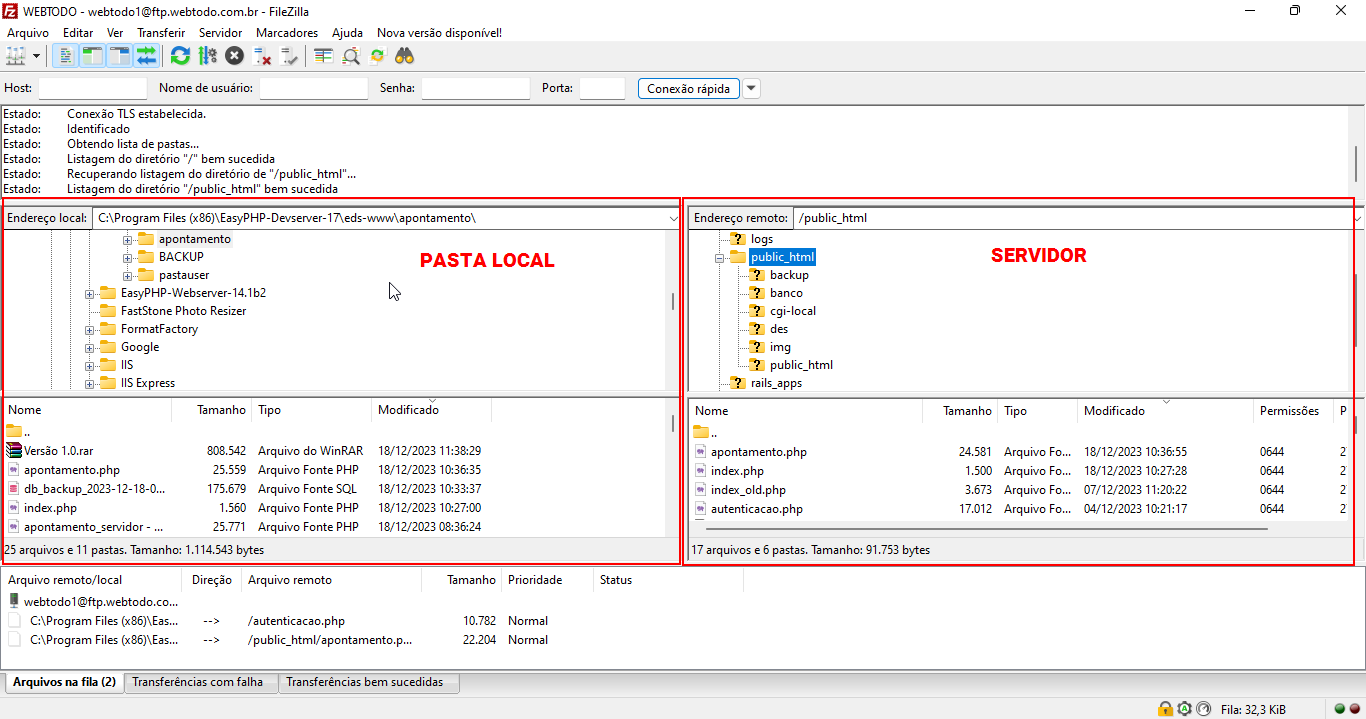 WEBTODO - webtodo1@ftp.webtodo.com.br - FileZilla
Arquivo Editar Ver Transferir Servidor Marcadores Ajuda Nova versão disponível!
Host: Nome de usuário: Senha: Porta: Conexão rápida
Estado: Conexão TLS estabelecida.
Estado: Identificado
Estado: Obtendo lista de pastas...
Estado: Listagem do diretório "/" bem sucedida
Estado: Recuperando listagem do diretório de "/public_html"...
Estado: Listagem do diretório "/public_html" bem sucedida
Endereço local: C:\Program Files (x86)\EasyPHP-Devserver-17\eds-www\apontamento\
apontamento
BACKUP
pastauser
EasyPHP-Webserver-14.1b2
FastStone Photo Resizer
FormatFactory
Google
IIS
IIS Express
PASTA LOCAL
Nome Tamanho Tipo Modificado
..
Versão 1.0.rar 808.542 Arquivo do WinRAR 18/12/2023 11:38:29
apontamento.php 25.559 Arquivo Fonte PHP 18/12/2023 10:36:35
db_backup_2023-12-18-0... 175.679 Arquivo Fonte SQL 18/12/2023 10:33:37
index.php 1.560 Arquivo Fonte PHP 18/12/2023 10:27:00
apontamento_servidor - ... 25.771 Arquivo Fonte PHP 18/12/2023 08:36:24
25 arquivos e 11 pastas. Tamanho: 1.114.543 bytes
Endereço remoto: /public_html
logs
public_html
backup
banco
cgi-local
des
img
public_html
rails_apps
SERVIDOR
Nome Tamanho Tipo Modificado Permissões P
..
apontamento.php 24.581 Arquivo Fo... 18/12/2023 10:36:55 0644 2
index.php 1.500 Arquivo Fo... 18/12/2023 10:27:28 0644 2
index_old.php 3.673 Arquivo Fo... 07/12/2023 11:20:22 0644 2
autenticacao.php 17.012 Arquivo Fo... 04/12/2023 10:21:17 0644 2
17 arquivos e 6 pastas. Tamanho: 91.753 bytes
Arquivo remoto/local Direção Arquivo remoto Tamanho Prioridade Status
webtodo1@ftp.webtodo.co...
C:\Program Files (x86)\Eas... --> /autenticacao.php 10.782 Normal
C:\Program Files (x86)\Eas... --> /public_html/apontamento.p... 22.204 Normal
Arquivos na fila (2) Transferências com falha Transferências bem sucedidas
Fila: 32,3 KiB